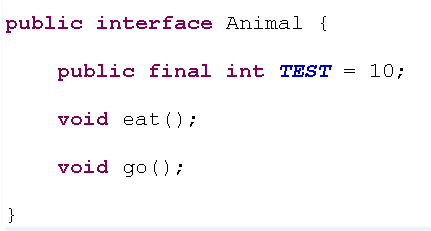 public interface Animal {
public final int TEST = 10;
void eat();
void go();
}